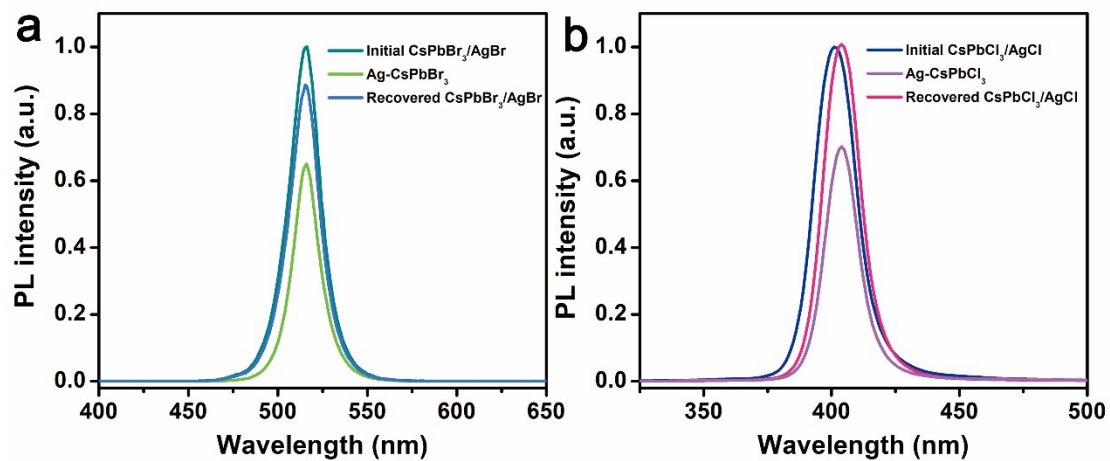 a
Initial CsPbBr₃/AgBr
Ag-CsPbBr₃
Recovered CsPbBr₃/AgBr
PL intensity (a.u.)
1.0
0.8
0.6
0.4
0.2
0.0
400 450 500 550 600 650
Wavelength (nm)
b
Initial CsPbCl₃/AgCl
Ag-CsPbCl₃
Recovered CsPbCl₃/AgCl
PL intensity (a.u.)
1.0
0.8
0.6
0.4
0.2
0.0
350 400 450 500
Wavelength (nm)